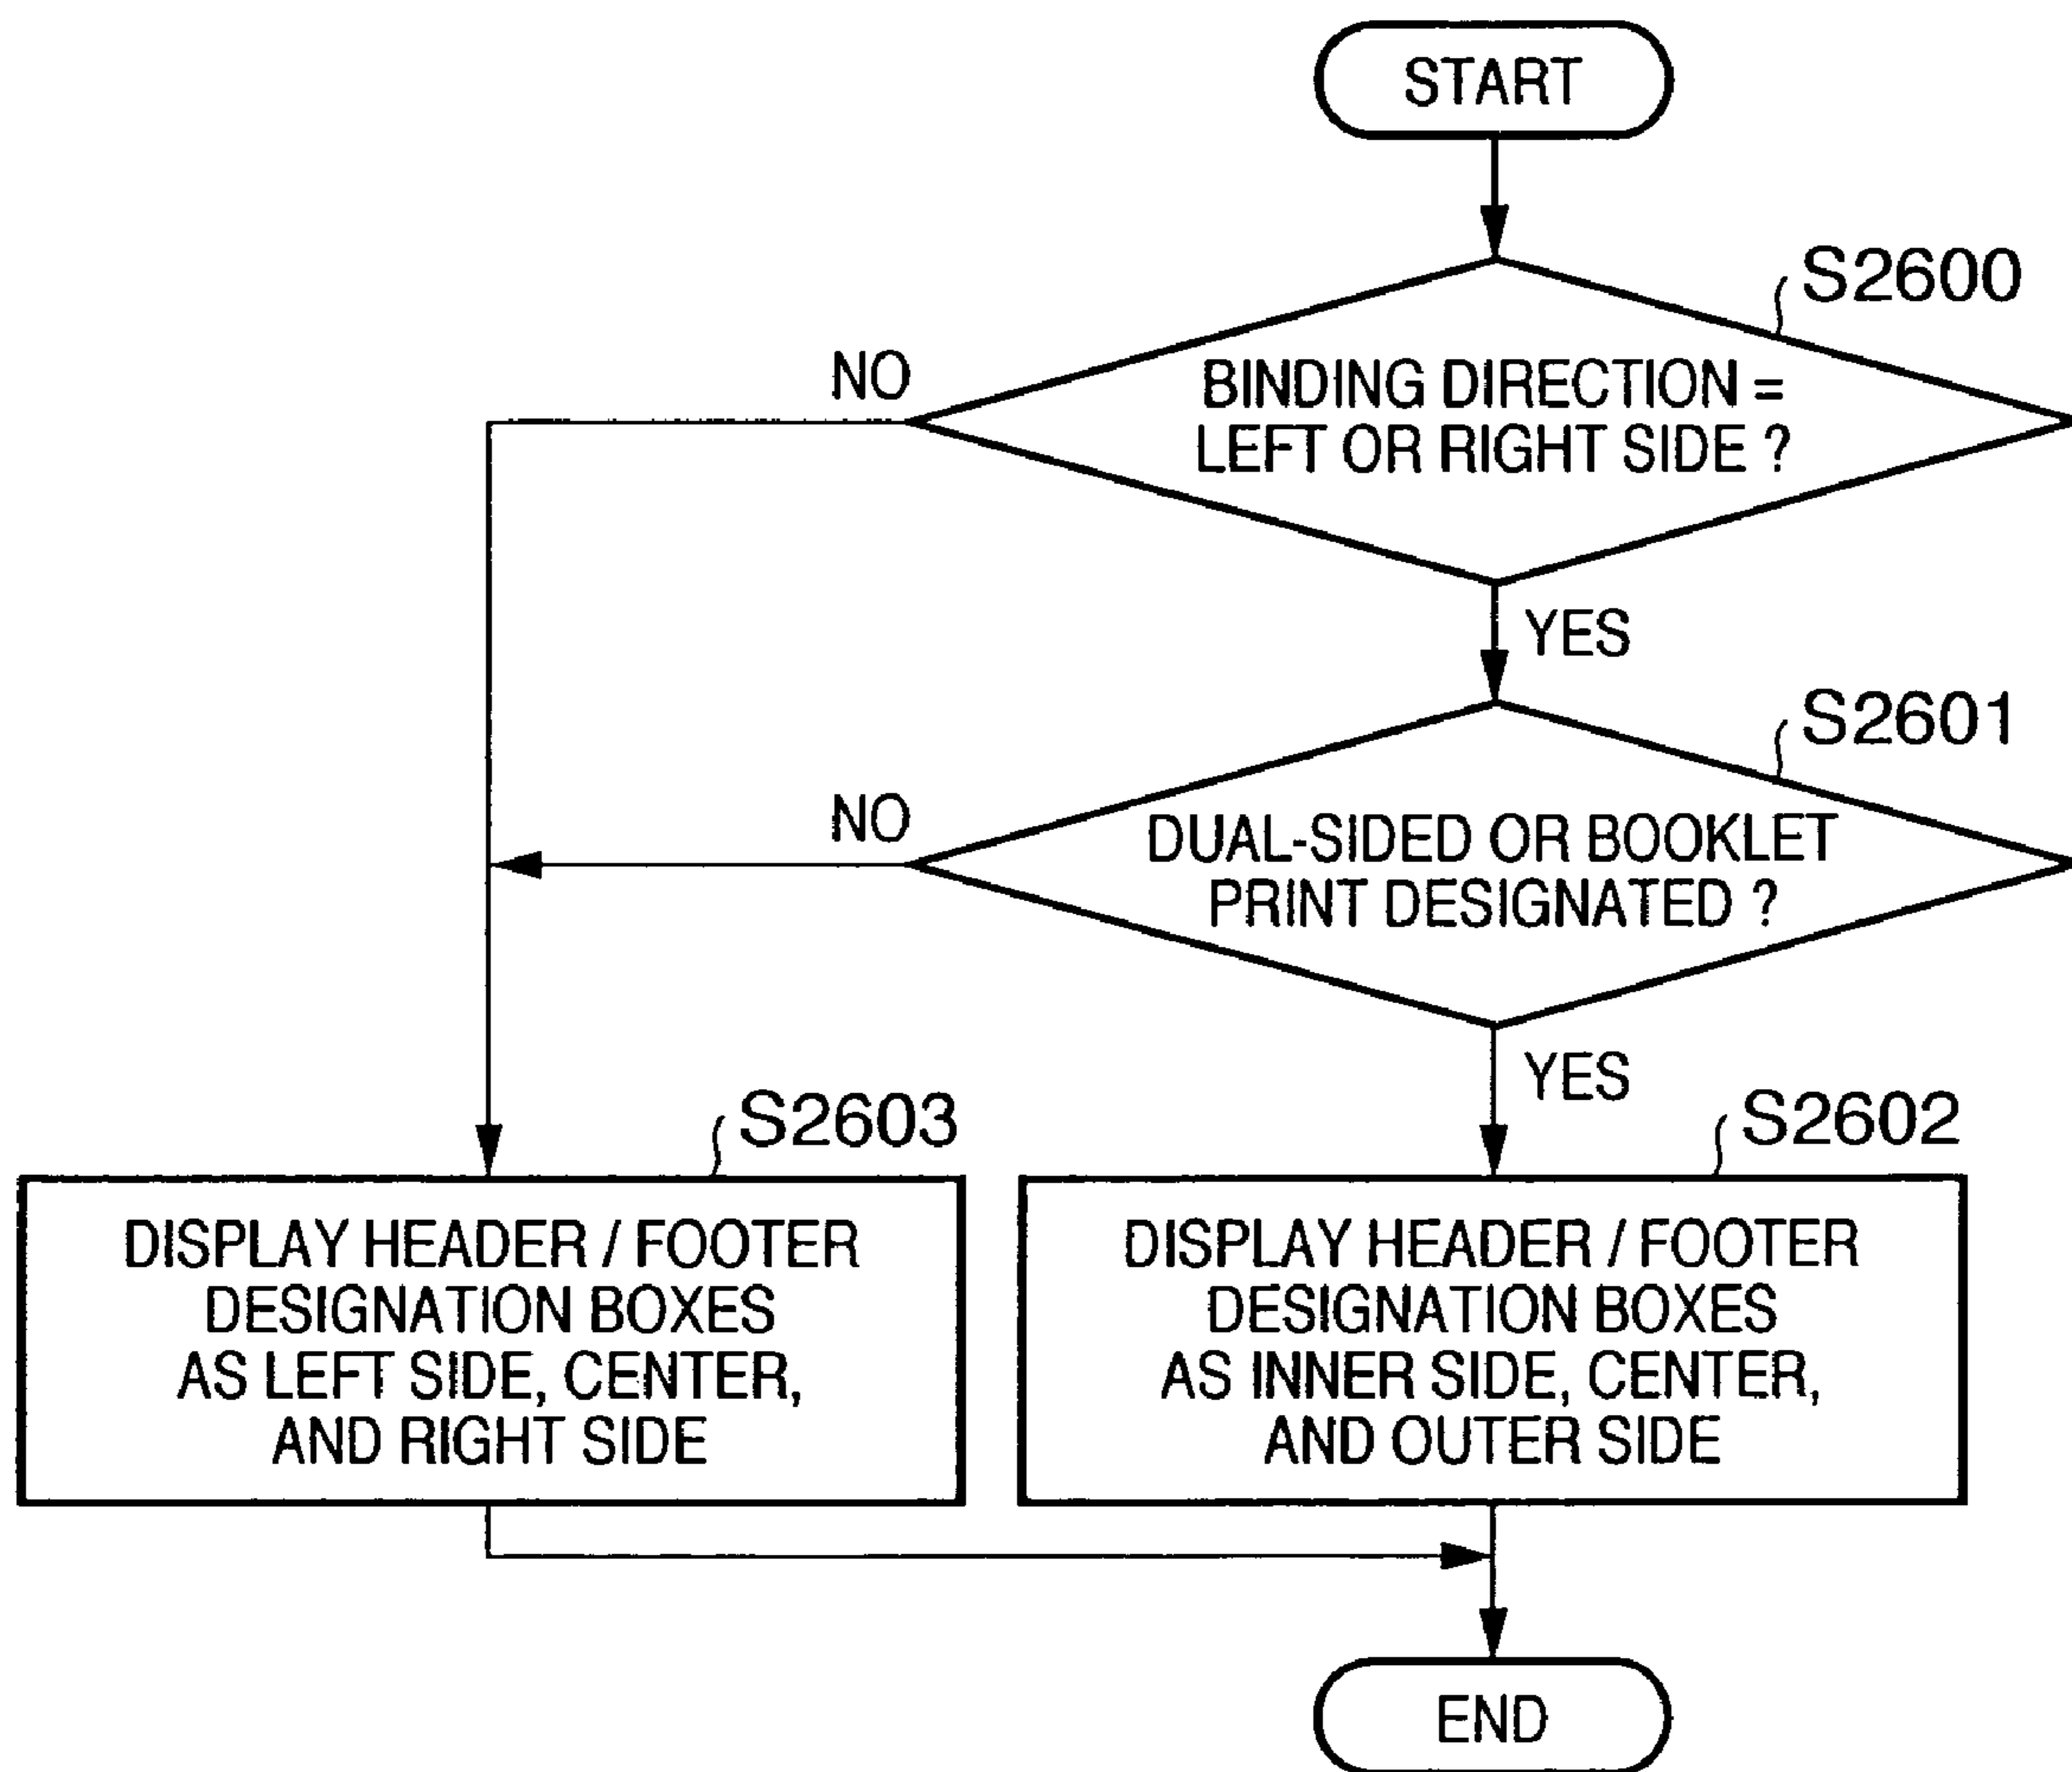 START
S2600
NO
BINDING DIRECTION =
LEFT OR RIGHT SIDE ?
YES
S2601
NO
DUAL-SIDED OR BOOKLET
PRINT DESIGNATED ?
YES
S2603
DISPLAY HEADER / FOOTER
DESIGNATION BOXES
AS LEFT SIDE, CENTER,
AND RIGHT SIDE
S2602
DISPLAY HEADER / FOOTER
DESIGNATION BOXES
AS INNER SIDE, CENTER,
AND OUTER SIDE
END